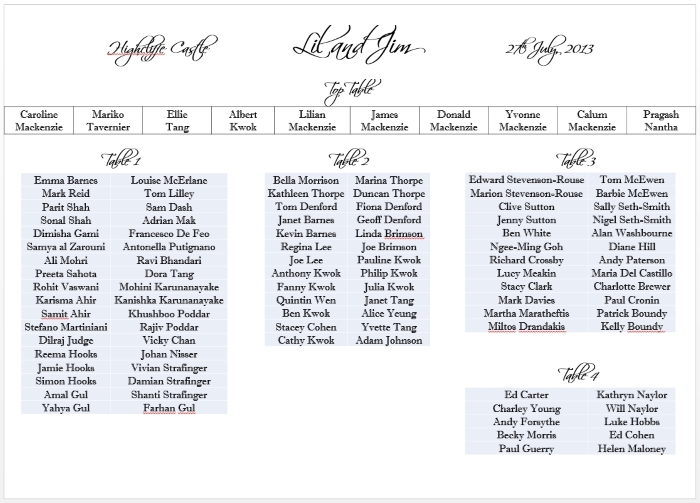 Highcliffe Castle Lil and Jim 27th July, 2013
Top Table
Caroline Mackenzie Mariko Tavernier Ellie Tang Albert Kwok Lilian Mackenzie James Mackenzie Donald Mackenzie Yvonne Mackenzie Calum Mackenzie Pragash Nantha
Table 1
Emma Barnes Louise McErlane
Mark Reid Tom Lilley
Parit Shah Sam Dash
Sonal Shah Adrian Mak
Dimisha Gami Francesco De Feo
Samya al Zarouni Antonella Putignano
Ali Mohri Ravi Bhandari
Preeta Sahota Dora Tang
Rohit Vaswani Mohini Karunanayake
Karisma Ahir Kanishka Karunanayake
Samit Ahir Khushboo Poddar
Stefano Martiniani Rajiv Poddar
Dilraj Judge Vicky Chan
Reema Hooks Johan Nisser
Jamie Hooks Vivian Strafinger
Simon Hooks Damian Strafinger
Amal Gul Shanti Strafinger
Yahya Gul Farhan Gul
Table 2
Bella Morrison Marina Thorpe
Kathleen Thorpe Duncan Thorpe
Tom Denford Fiona Denford
Janet Barnes Geoff Denford
Kevin Barnes Linda Brimson
Regina Lee Joe Brimson
Joe Lee Pauline Kwok
Anthony Kwok Philip Kwok
Fanny Kwok Julia Kwok
Quintin Wen Janet Tang
Ben Kwok Alice Yeung
Stacey Cohen Yvette Tang
Cathy Kwok Adam Johnson
Table 3
Edward Stevenson-Rouse Tom McEwen
Marion Stevenson-Rouse Barbie McEwen
Clive Sutton Sally Seth-Smith
Jenny Sutton Nigel Seth-Smith
Ben White Alan Washbourne
Ngee-Ming Goh Diane Hill
Richard Crossby Andy Paterson
Lucy Meakin Maria Del Castillo
Stacy Clark Charlotte Brewer
Mark Davies Paul Cronin
Martha Maratheftis Patrick Boundy
Miltos Drandakis Kelly Boundy
Table 4
Ed Carter Kathryn Naylor
Charley Young Will Naylor
Andy Forsythe Luke Hobbs
Becky Morris Ed Cohen
Paul Guerry Helen Maloney